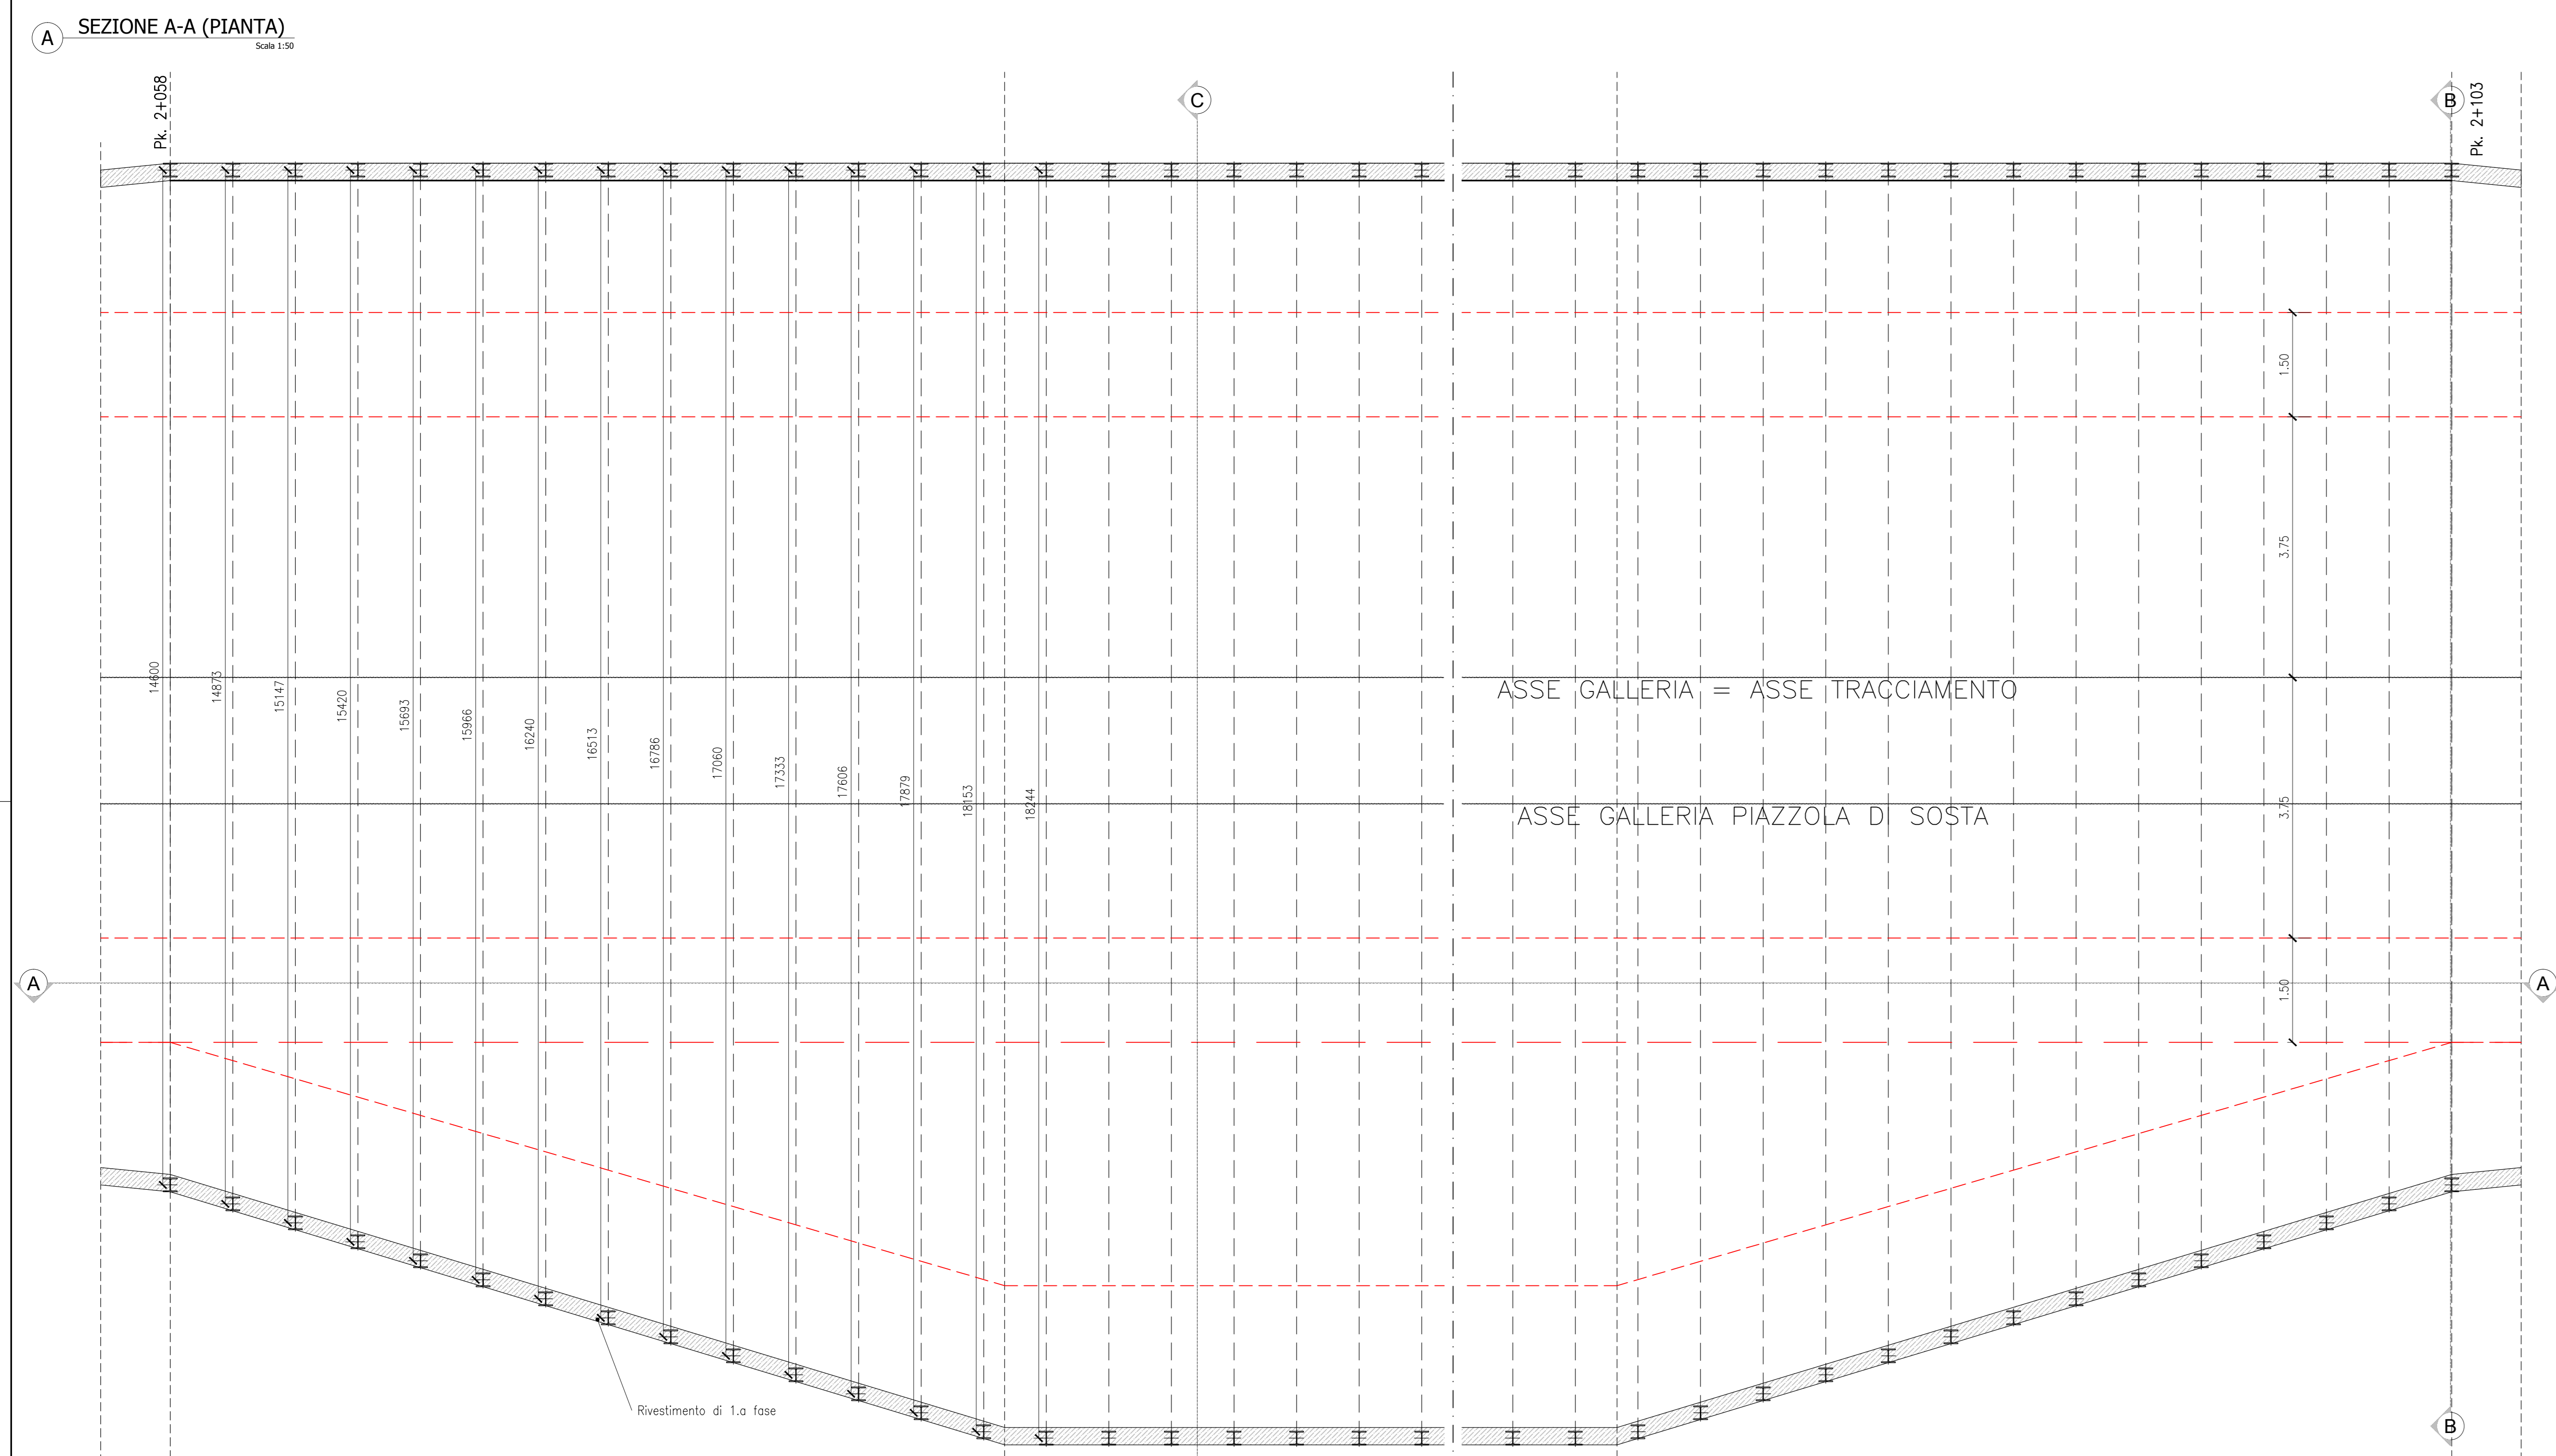 A
SEZIONE A-A (PIANTA)
Scala 1:50
Pk. 2+058
C
B
Pk. 2+103
1.50
3.75
14600
14873
15147
15420
15693
15966
16240
16513
16786
17060
17333
17606
17879
18153
18244
ASSE GALLERIA = ASSE TRACCIAMENTO
ASSE GALLERIA PIAZZOLA DI SOSTA
3.75
1.50
A
A
Rivestimento di 1.a fase
B